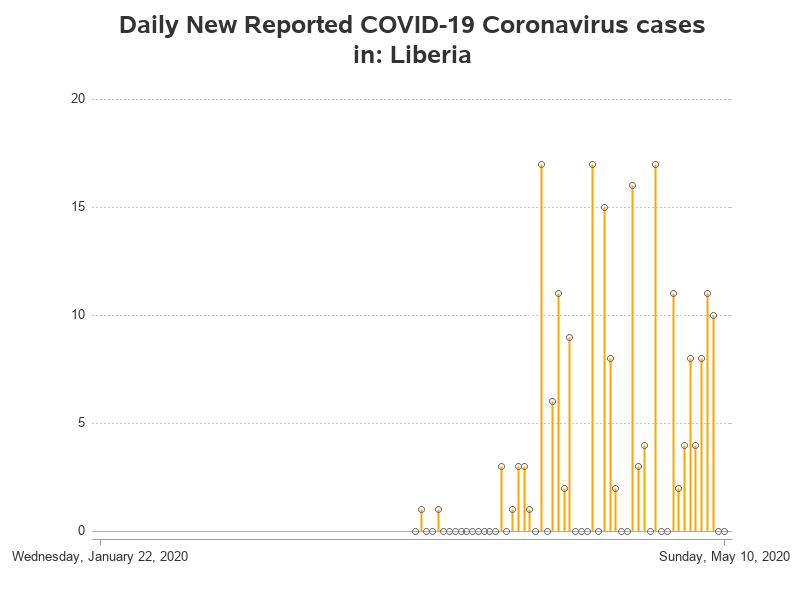 Daily New Reported COVID-19 Coronavirus cases
in: Liberia
20
15
10
5
0
Wednesday, January 22, 2020
Sunday, May 10, 2020